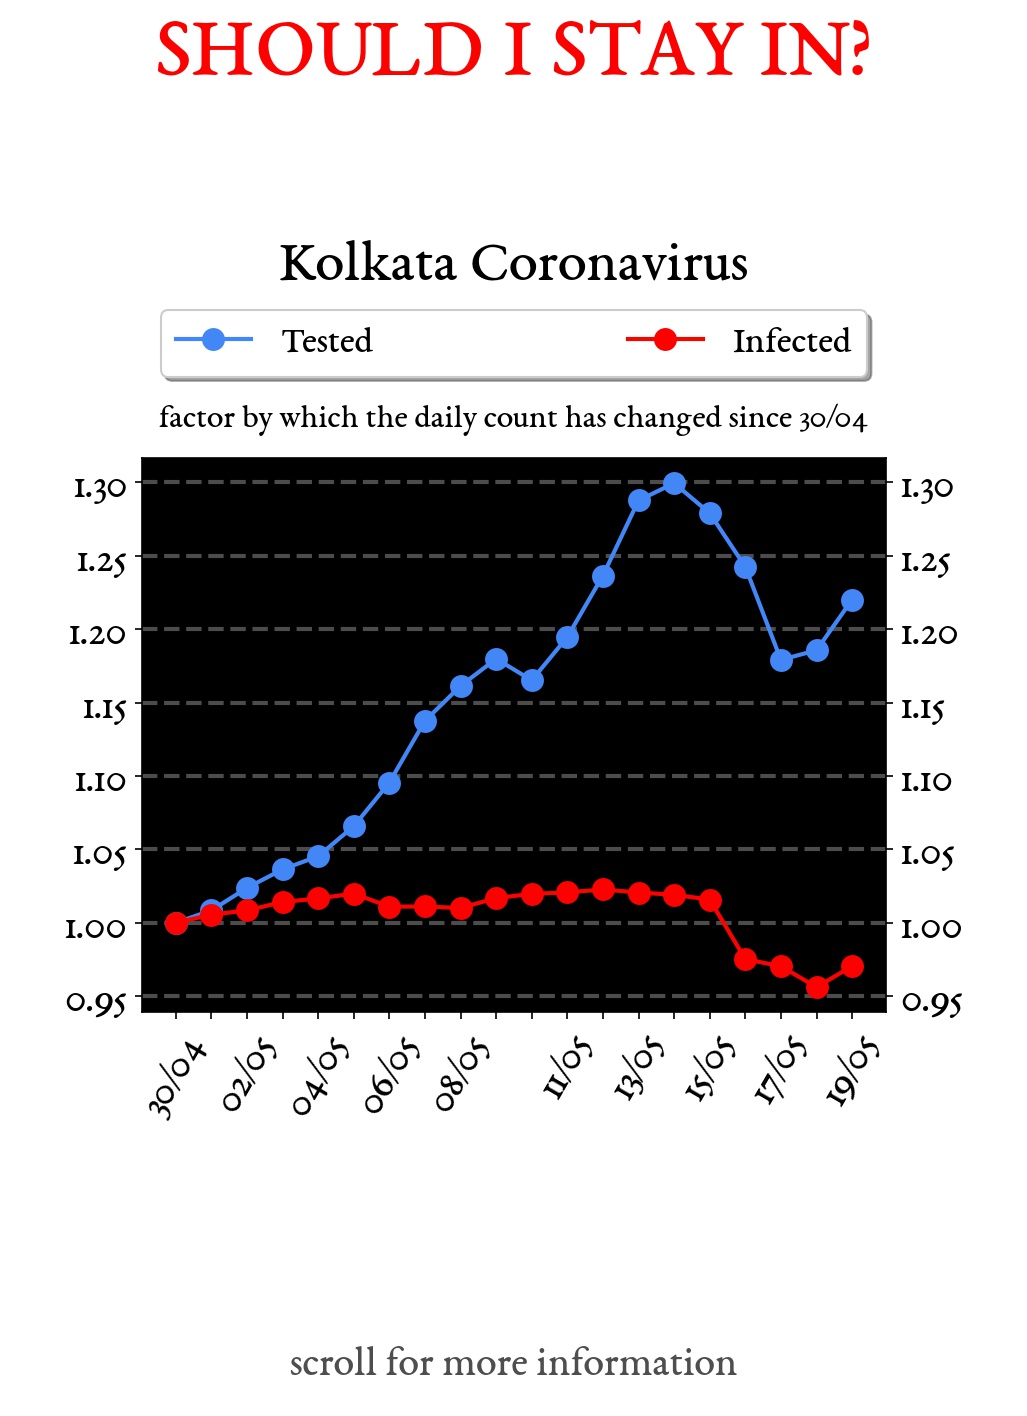 SHOULD I STAY IN?
Kolkata Coronavirus
Tested Infected
factor by which the daily count has changed since 30/04
1.30 1.30
1.25 1.25
1.20 1.20
1.15 1.15
1.10 1.10
1.05 1.05
1.00 1.00
0.95 0.95
30/04 02/05 04/05 06/05 08/05 11/05 13/05 15/05 17/05 19/05
scroll for more information